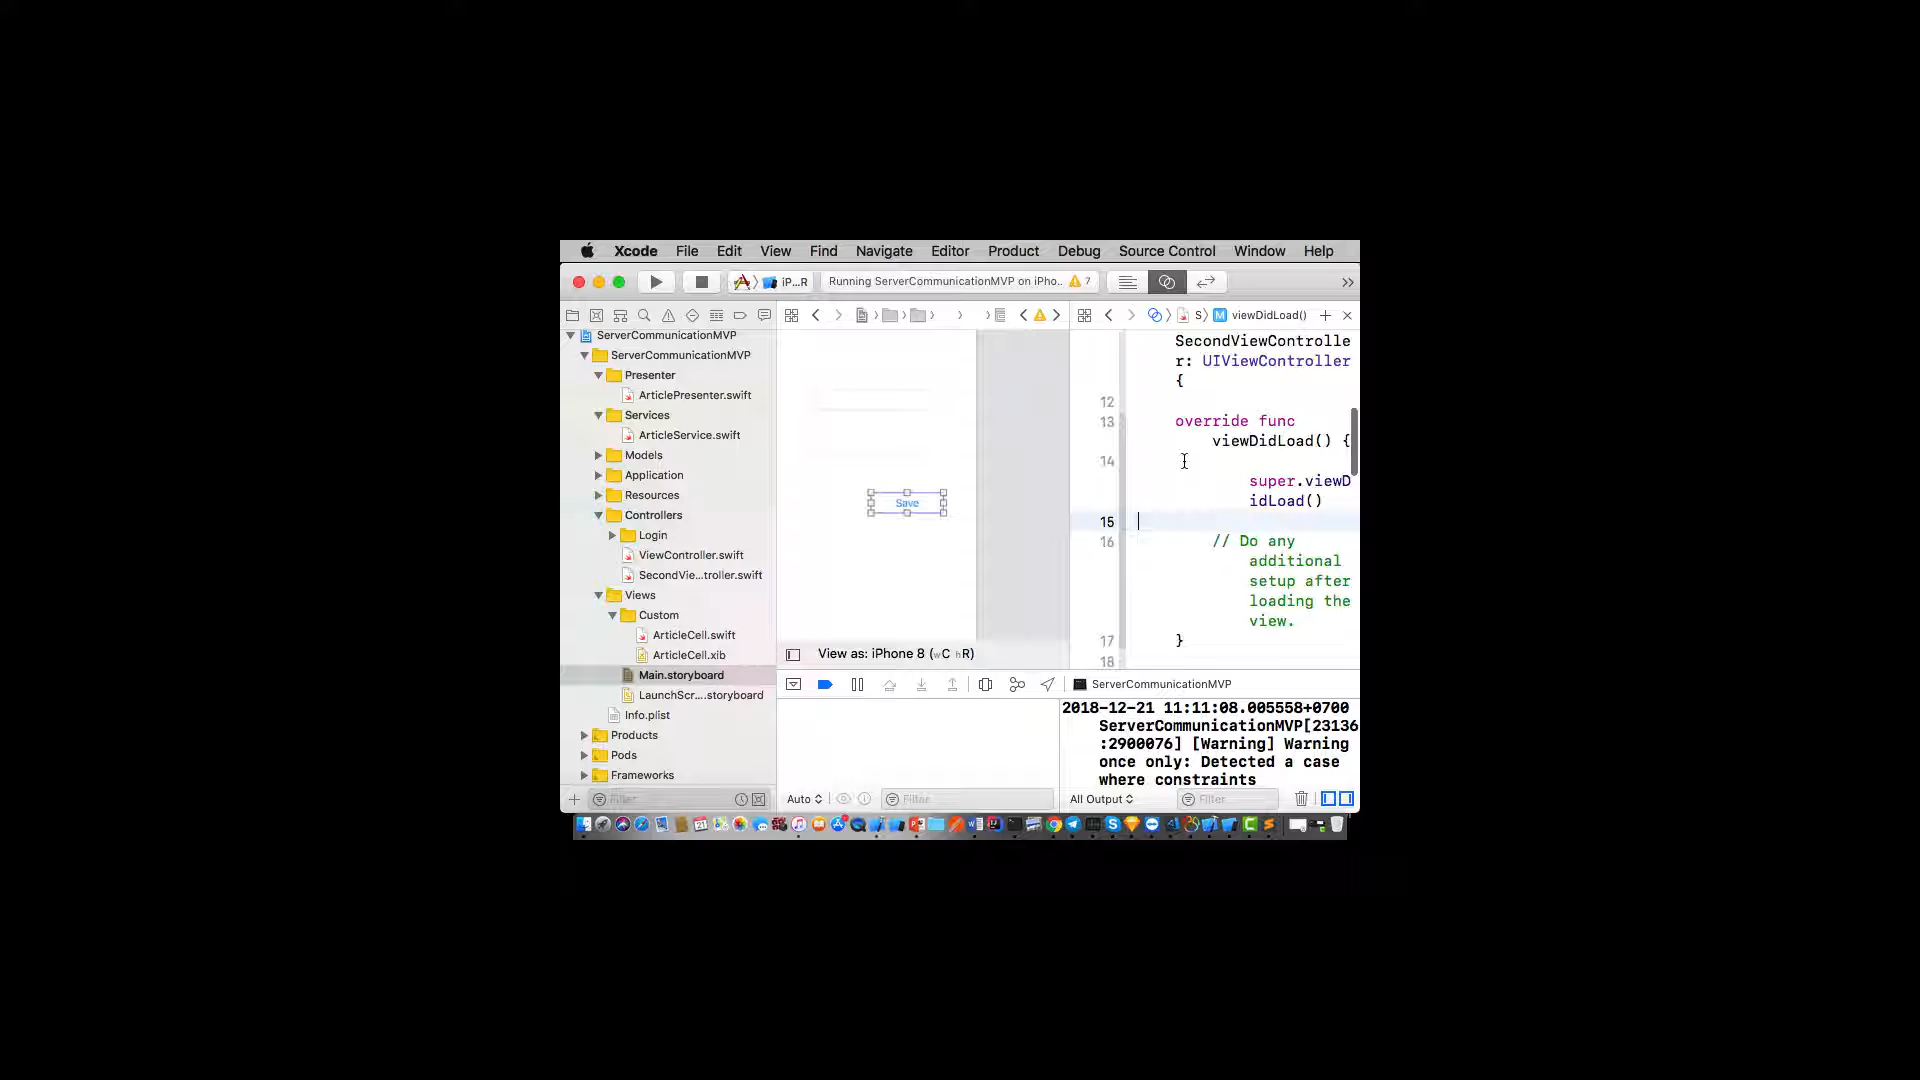 Xcode File Edit View Find Navigate Editor Product Debug Source Control Window Help
iP...R Running ServerCommunicationMVP on iPho.. 7
S viewDidLoad()
ServerCommunicationMVP
ServerCommunicationMVP
Presenter
ArticlePresenter.swift
Services
ArticleService.swift
Models
Application
Resources
Controllers
Login
ViewController.swift
SecondVie...troller.swift
Views
Custom
ArticleCell.swift
ArticleCell.xib
Main.storyboard
LaunchScr....storyboard
Info.plist
Products
Pods
Frameworks
Filter
Save
View as: iPhone 8 (wC hR)
SecondViewControlle
r: UIViewController
{
12
13 override func
viewDidLoad() {
14
super.viewD
idLoad()
15
16 // Do any
additional
setup after
loading the
view.
17 }
18
ServerCommunicationMVP
2018-12-21 11:11:08.005558+0700
ServerCommunicationMVP[23136
:2900076] [Warning] Warning
once only: Detected a case
where constraints
Auto Filter
All Output Filter